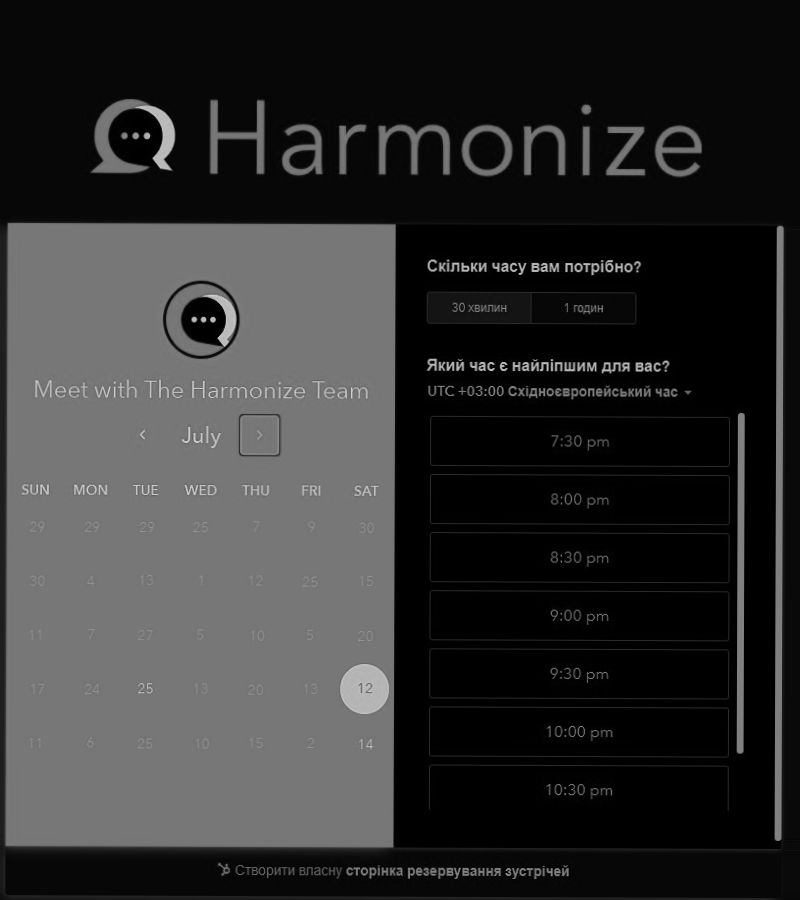 Harmonize
Meet with The Harmonize Team
July
SUN MON TUE WED THU FRI SAT
29 29 29 25 7 9 30
30 4 13 1 12 25 15
11 7 27 5 10 5 20
17 24 25 13 20 13 12
11 6 25 10 15 2 14
Скільки часу вам потрібно?
30 хвилин 1 годин
Який час є найліпшим для вас?
UTC +03:00 Східноєвропейський час
7:30 pm
8:00 pm
8:30 pm
9:00 pm
9:30 pm
10:00 pm
10:30 pm
Створити власну сторінка резервування зустрічей